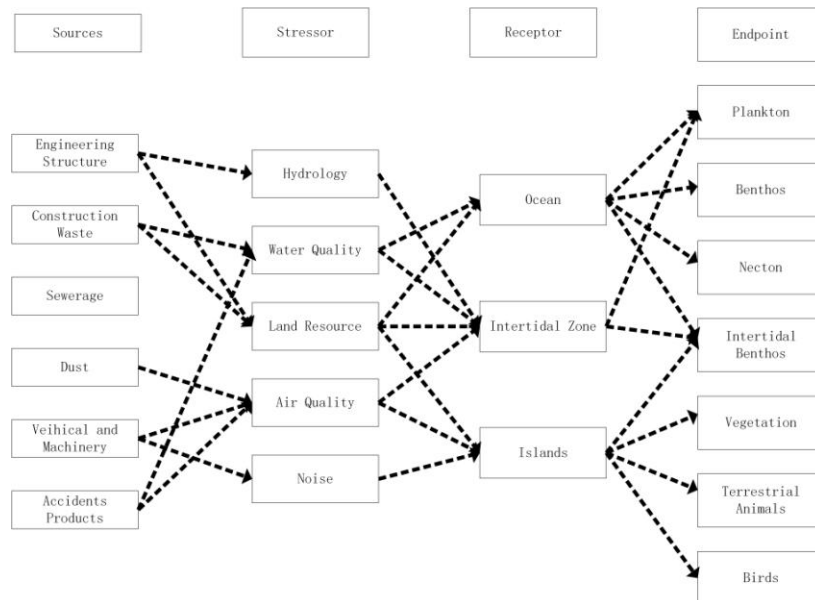 Sources
Stressor
Receptor
Endpoint
Engineering
Structure
Construction
Waste
Sewerage
Dust
Veihical and
Machinery
Accidents
Products
Hydrology
Water Quality
Land Resource
Air Quality
Noise
Ocean
Intertidal Zone
Islands
Plankton
Benthos
Necton
Intertidal
Benthos
Vegetation
Terrestrial
Animals
Birds